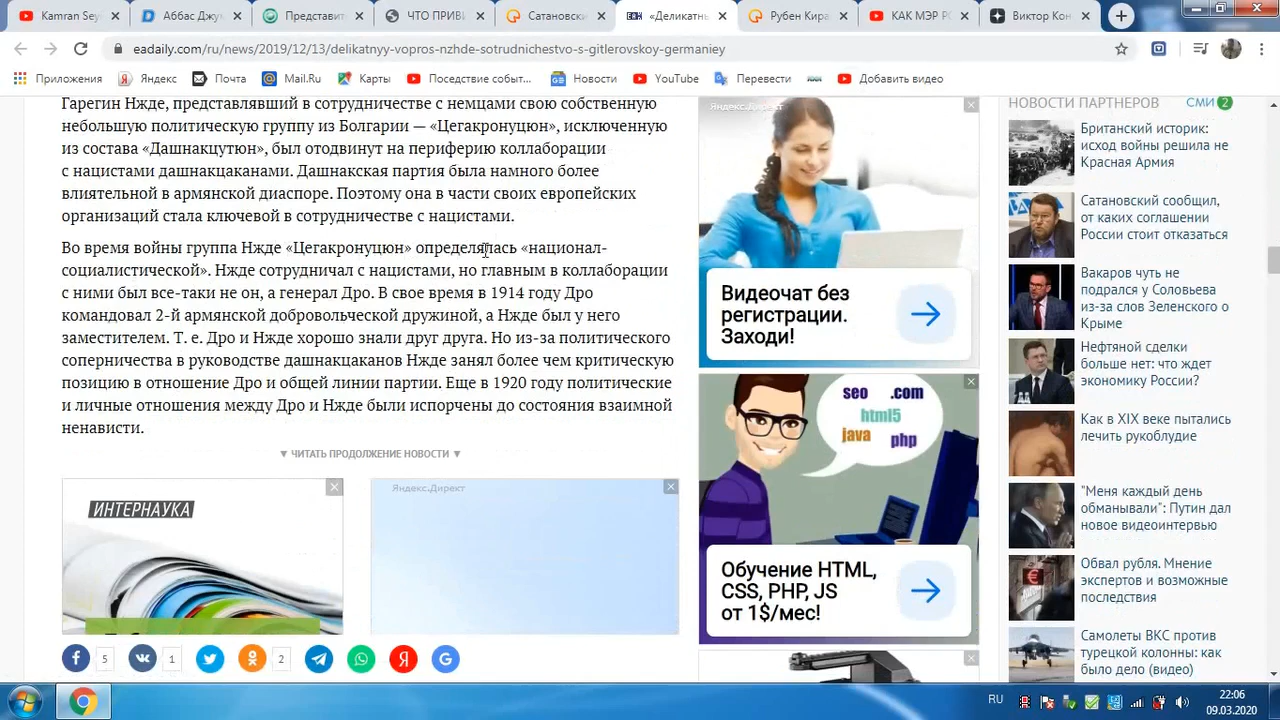 Kamran Sey
Аббас Джу
Представит
ЧТО ПРИВ
Сатановски
«Деликатны
Рубен Кира
КАК МЭР Р
Виктор Кон
eadaily.com/ru/news/2019/12/13/delikatnyy-vopros-nzhde-sotrudnichestvo-s-gitlerovskoy-germaniey
Приложения
Яндекс
Почта
Mail.Ru
Карты
Последствие событ...
Новости
YouTube
Перевести
Добавить видео
Гарегин Нжде, представлявший в сотрудничестве с немцами свою собственную
небольшую политическую группу из Болгарии — «Цегакронуцюн», исключенную
из состава «Дашнакцутюн», был отодвинут на периферию коллаборации
с нацистами дашнакцаканами. Дашнакская партия была намного более
влиятельной в армянской диаспоре. Поэтому она в части своих европейских
организаций стала ключевой в сотрудничестве с нацистами.
Во время войны группа Нжде «Цегакронуцюн» определялась «национал-
социалистической». Нжде сотрудничал с нацистами, но главным в коллаборации
с ними был все-таки не он, а генерал Дро. В свое время в 1914 году Дро
командовал 2-й армянской добровольческой дружиной, а Нжде был у него
заместителем. Т. е. Дро и Нжде хорошо знали друг друга. Но из-за политического
соперничества в руководстве дашнакцаканов Нжде занял более чем критическую
позицию в отношение Дро и общей линии партии. Еще в 1920 году политические
и личные отношения между Дро и Нжде были испорчены до состояния взаимной
ненависти.
▼ ЧИТАТЬ ПРОДОЛЖЕНИЕ НОВОСТИ ▼
ИНТЕРНАУКА
Яндекс.Директ
5
1
2
Яндекс.Директ
Видеочат без
регистрации.
Заходи!
seo .com
html5
java php
Обучение HTML,
CSS, PHP, JS
от 1$/мес!
НОВОСТИ ПАРТНЕРОВ
СМИ2
Британский историк:
исход войны решила не
Красная Армия
Сатановский сообщил,
от каких соглашении
России стоит отказаться
Вакаров чуть не
подрался у Соловьева
из-за слов Зеленского о
Крыме
Нефтяной сделки
больше нет: что ждет
экономику России?
Как в XIX веке пытались
лечить рукоблудие
"Меня каждый день
обманывали": Путин дал
новое видеоинтервью
Обвал рубля. Мнение
экспертов и возможные
последствия
Самолеты ВКС против
турецкой колонны: как
было дело (видео)
RU
22:06
09.03.2020